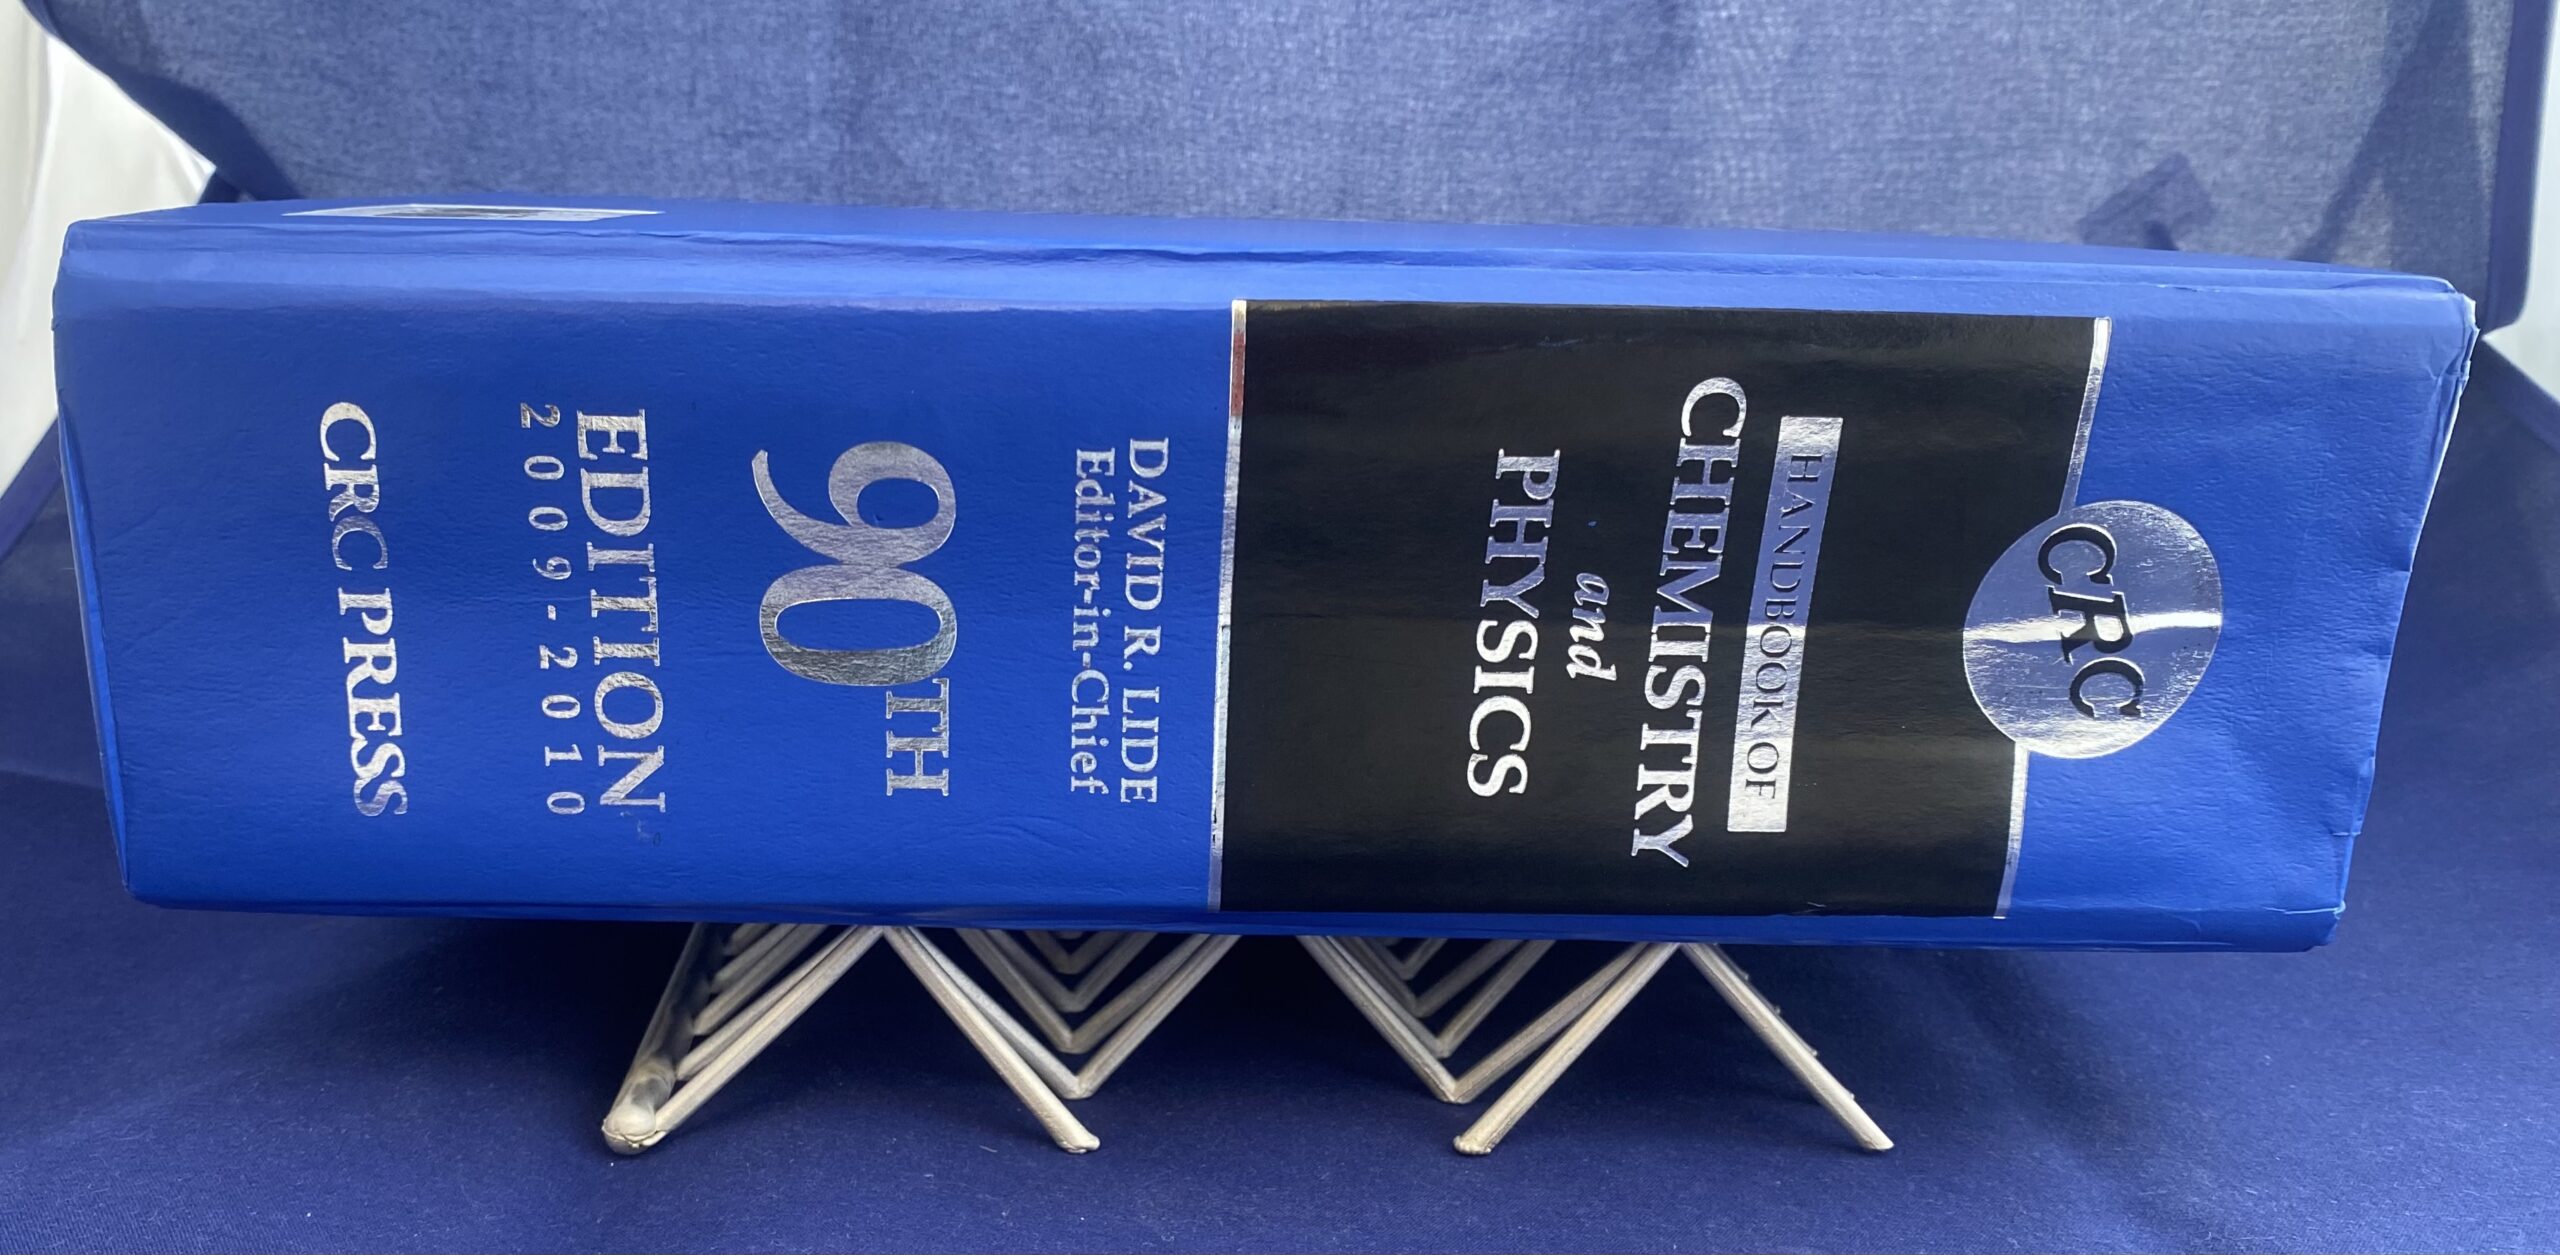 CRC
HANDBOOK OF
CHEMISTRY
and
PHYSICS
DAVID R. LIDE
Editor-in-Chief
90TH
EDITION
2009-2010
CRC PRESS